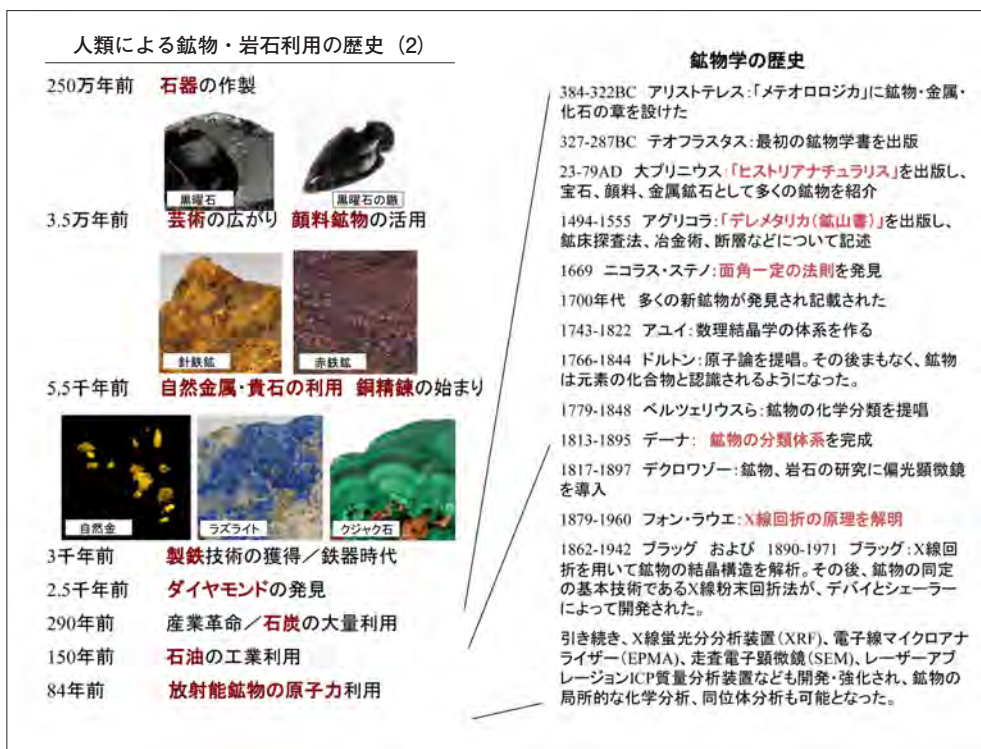 人類による鉱物・岩石利用の歴史 (2)
250万年前 石器の作製
黒曜石
黒曜石の鏃
3.5万年前 芸術の広がり 顔料鉱物の活用
針鉄鉱
赤鉄鉱
5.5千年前 自然金属・貴石の利用 銅精錬の始まり
自然金
ラズライト
クジャク石
3千年前 製鉄技術の獲得／鉄器時代
2.5千年前 ダイヤモンドの発見
290年前 産業革命／石炭の大量利用
150年前 石油の工業利用
84年前 放射能鉱物の原子力利用
鉱物学の歴史
384-322BC アリストテレス：「メテオロロジカ」に鉱物・金属・
化石の章を設けた
327-287BC テオフラスタス：最初の鉱物学書を出版
23-79AD 大プリニウス：「ヒストリアナチュラリス」を出版し、
宝石、顔料、金属鉱石として多くの鉱物を紹介
1494-1555 アグリコラ：「デレメタリカ（鉱山書）」を出版し、
鉱床探査法、冶金術、断層などについて記述
1669 ニコラス・ステノ：面角一定の法則を発見
1700年代 多くの新鉱物が発見され記載された
1743-1822 アユイ：数理結晶学の体系を作る
1766-1844 ドルトン：原子論を提唱。その後まもなく、鉱物
は元素の化合物と認識されるようになった。
1779-1848 ベルツェリウスら：鉱物の化学分類を提唱
1813-1895 デーナ： 鉱物の分類体系を完成
1817-1897 デクロワゾー：鉱物、岩石の研究に偏光顕微鏡
を導入
1879-1960 フォン・ラウエ：X線回折の原理を解明
1862-1942 ブラッグ および 1890-1971 ブラッグ：X線回
折を用いて鉱物の結晶構造を解析。その後、鉱物の同定
の基本技術であるX線粉末回折法が、デバイとシェーラー
によって開発された。
引き続き、X線蛍光分分析装置（XRF）、電子線マイクロアナ
ライザー（EPMA）、走査電子顕微鏡（SEM）、レーザーアブ
レーションICP質量分析装置なども開発・強化され、鉱物の
局所的な化学分析、同位体分析も可能となった。